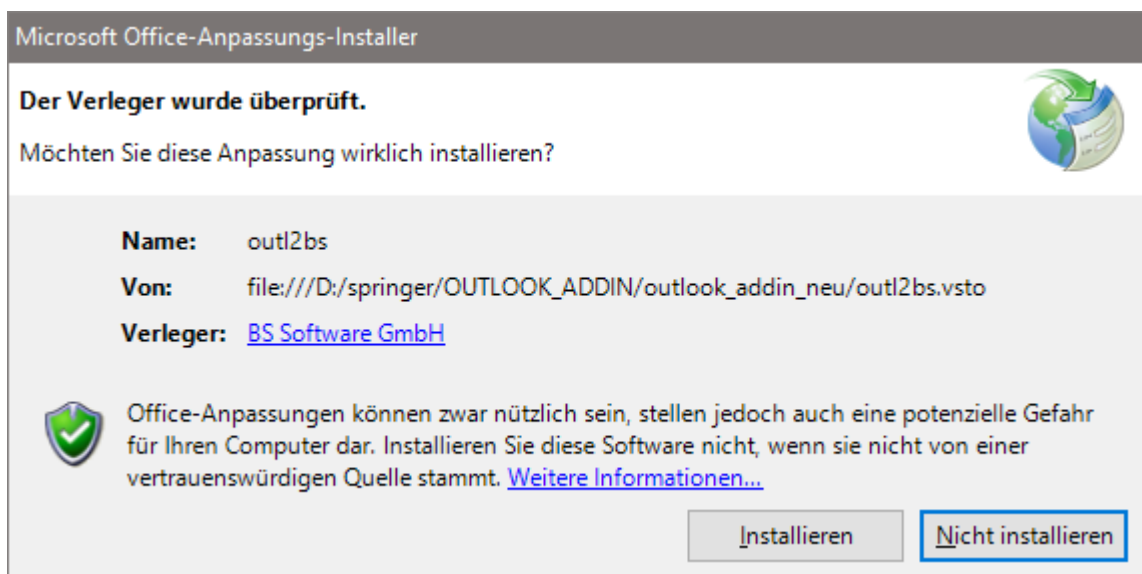 Microsoft Office-Anpassungs-Installer
Der Verleger wurde überprüft.
Möchten Sie diese Anpassung wirklich installieren?
Name: outl2bs
Von: file:///D:/springer/OUTLOOK_ADDIN/outlook_addin_neu/outl2bs.vsto
Verleger: BS Software GmbH
Office-Anpassungen können zwar nützlich sein, stellen jedoch auch eine potenzielle Gefahr
für Ihren Computer dar. Installieren Sie diese Software nicht, wenn sie nicht von einer
vertrauenswürdigen Quelle stammt. Weitere Informationen...
Installieren Nicht installieren